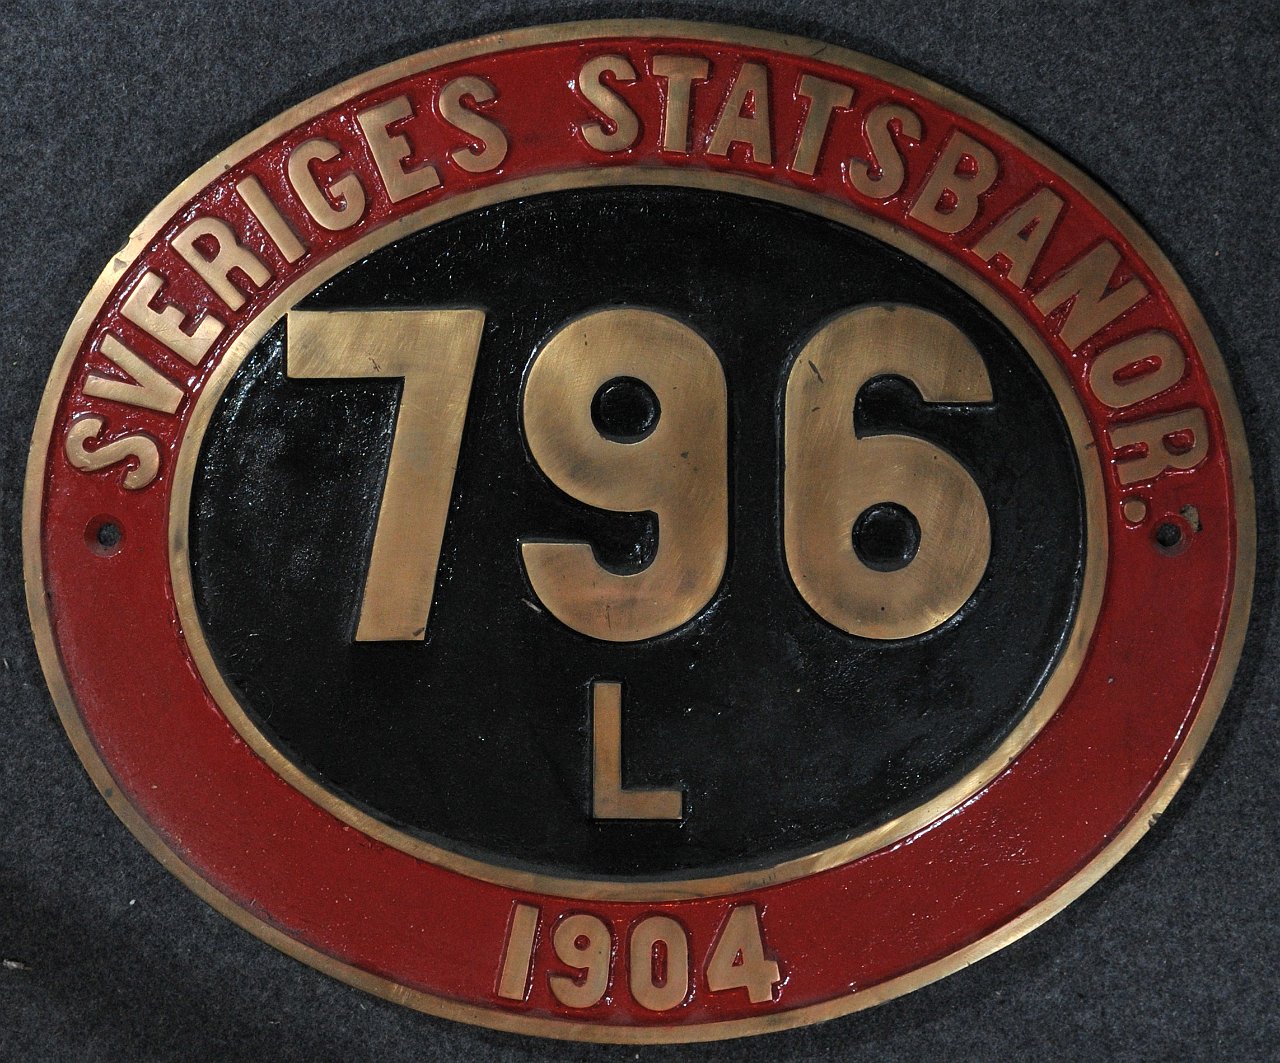 SVERIGES STATSBANOR.
796
L
1904